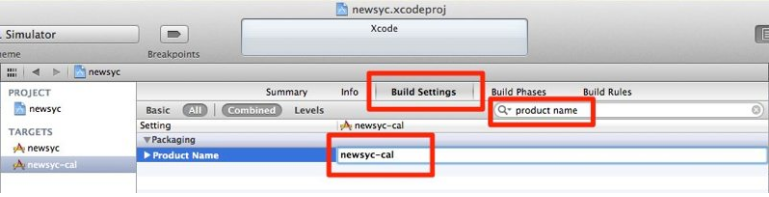 newsyc.xcodeproj
Simulator
Xcode
Breakpoints
newsyc
PROJECT
newsyc
TARGETS
newsyc
newsyc-cal
Summary Info Build Settings Build Phases Build Rules
Basic All Combined Levels product name
Setting newsyc-cal
Packaging
Product Name newsyc-cal